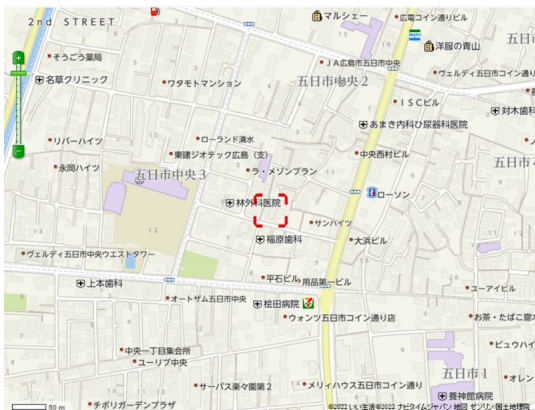 2nd STREET
マルシェー
広電コイン通りビル
洋服の青山
五日市
そうごう薬局
JA広島市五日市中央
名草クリニック
ワタモトマンション
五日市中央2
ヴェルディ五日市コイン通り
ISCビル
対木歯科
あまき内科ひ尿器科医院
リバーハイツ
ローランド清水
東建ジオテック広島(支)
中央西村ビル
永岡ハイツ
五日市中央3
ラ・メゾンブラン
五日市
林外科医院
ローソン
サンハイツ
福原歯科
大浜ビル
ヴェルディ五日市中央ウエストタワー
上本歯科
平石ビル
用品第一ビル
ユーアイビル
オートザム五日市中央
桧田病院
ウォンツ五日市コイン通り店
お茶・たばこ窪
ビュウハイ
中央一丁目集会所
ユーリブ中央
五日市1
オレン
サーパス楽々園第2
メリィハウス五日市コイン通り
養神館病院
チボリガーデンプラザ
50 m
©2022 いい生活©2022 ナビタイムジャパン 地図 ゼンリン 国土地理院